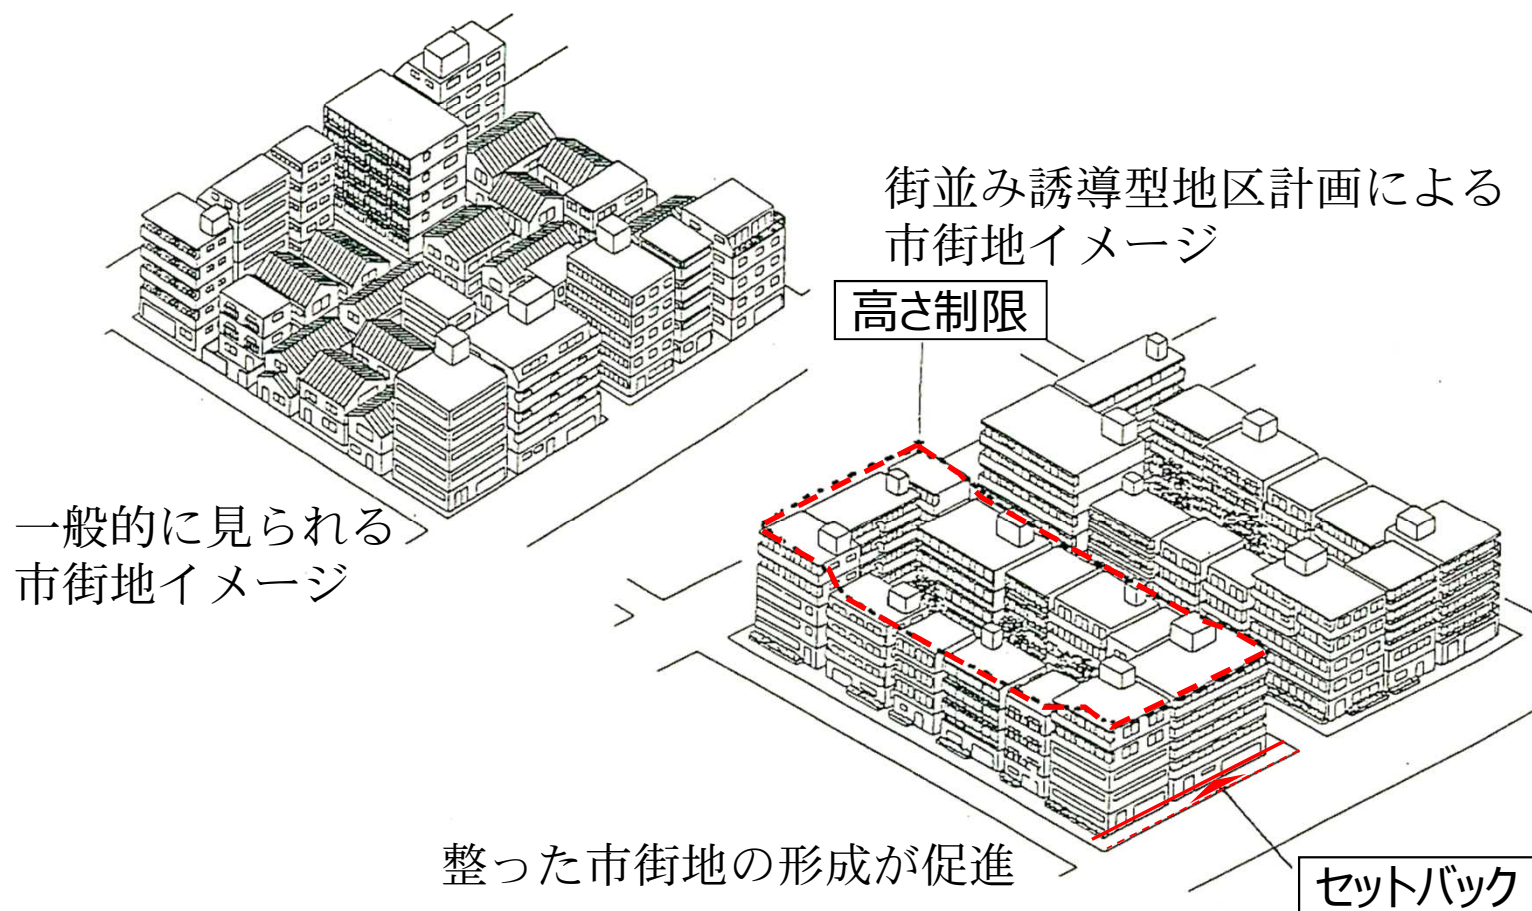 街並み誘導型地区計画による
市街地イメージ
高さ制限
一般的に見られる
市街地イメージ
整った市街地の形成が促進
セットバック